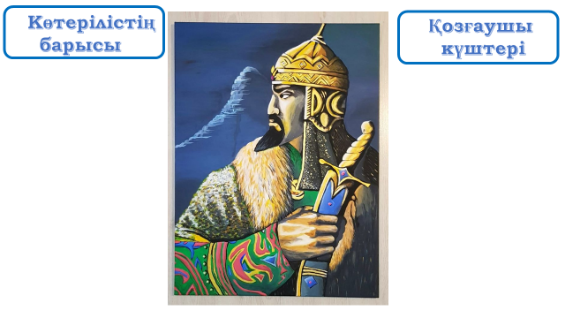 Көтерілістің
барысы
Қозғаушы
күштері